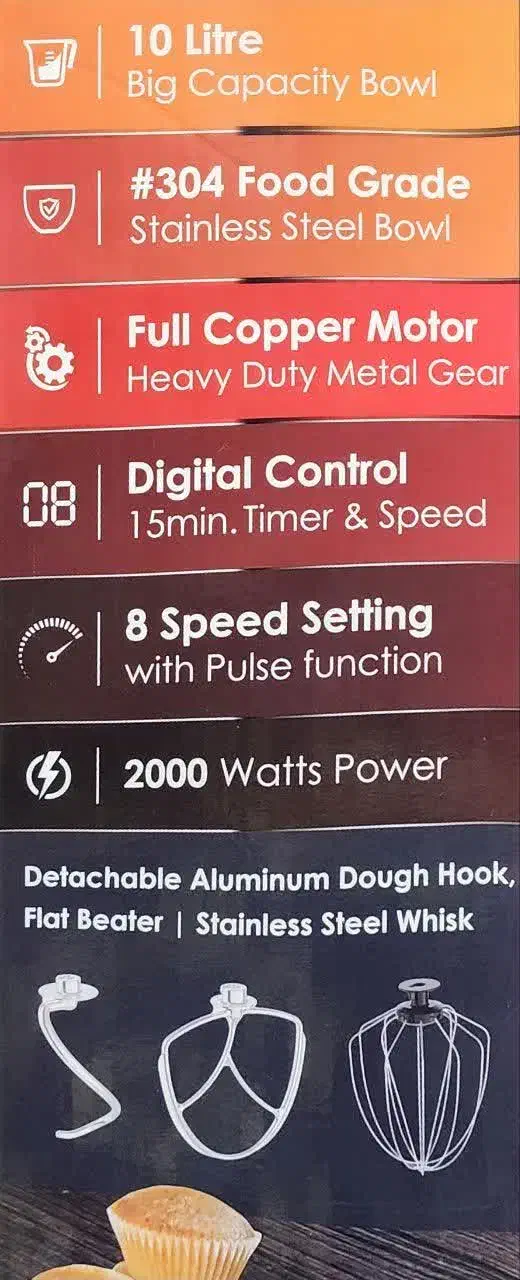 10 Litre
Big Capacity Bowl
#304 Food Grade
Stainless Steel Bowl
Full Copper Motor
Heavy Duty Metal Gear
08
Digital Control
15min. Timer & Speed
8 Speed Setting
with Pulse function
2000 Watts Power
Detachable Aluminum Dough Hook,
Flat Beater | Stainless Steel Whisk